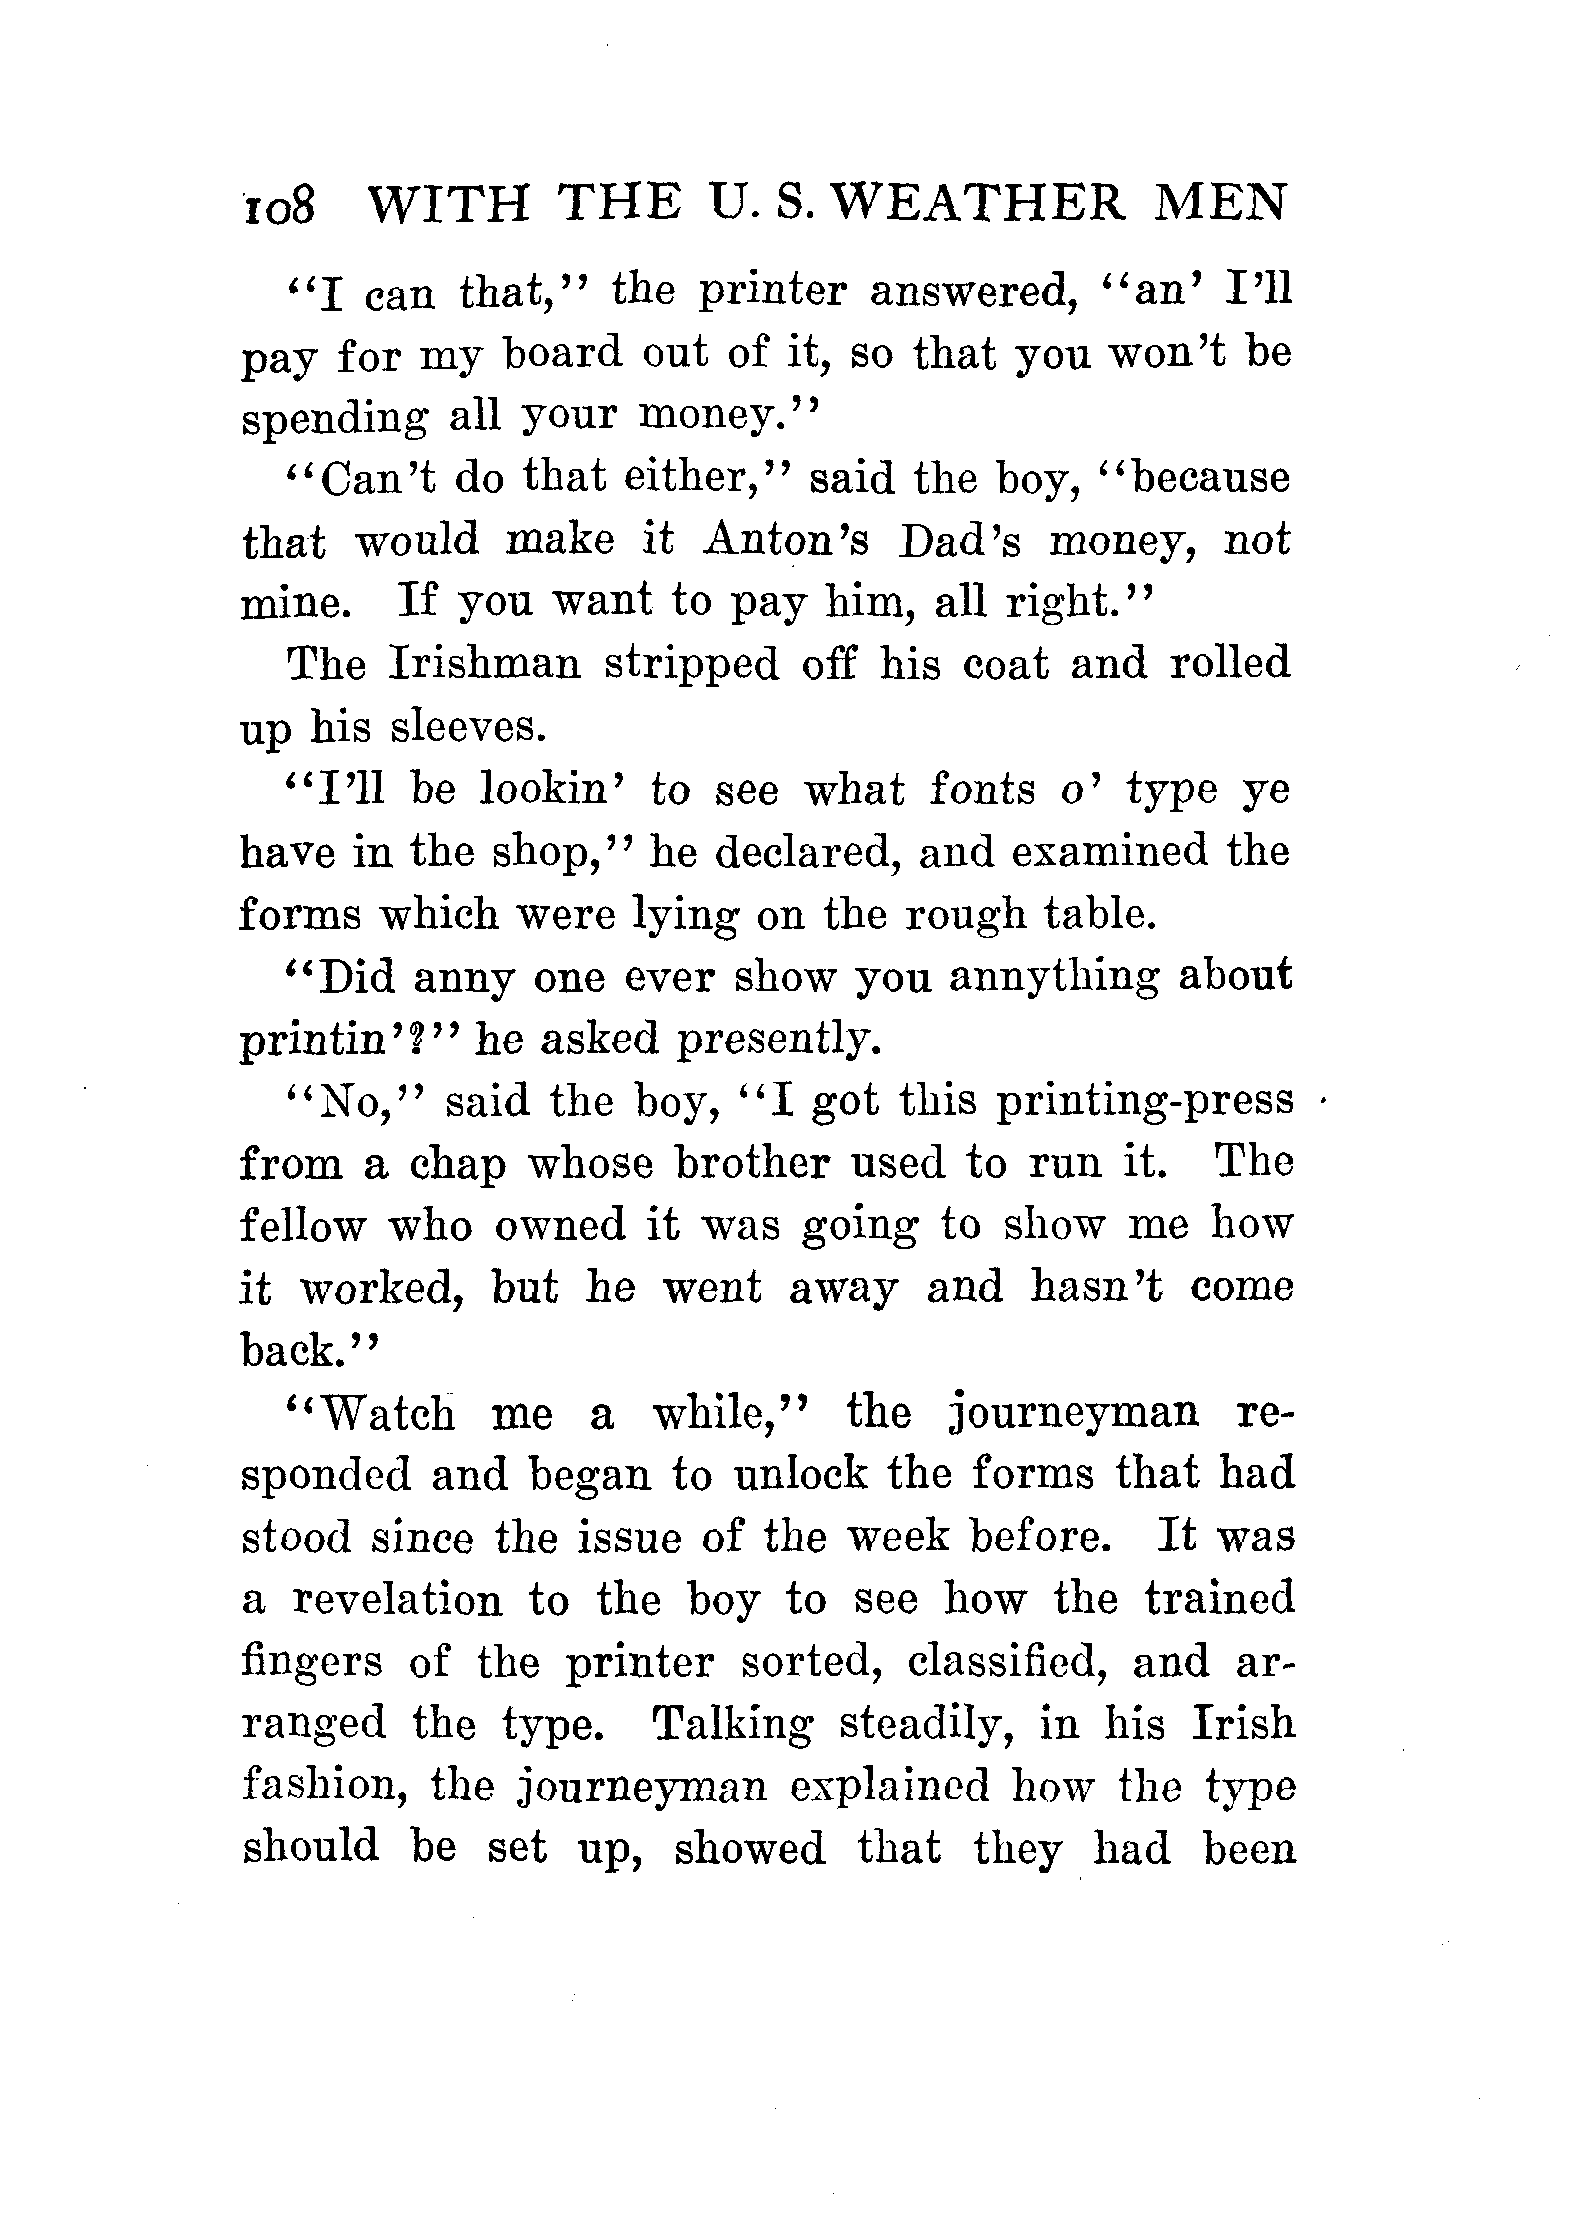 108 WITH THE U. S. WEATHER MEN
"I can that," the printer answered, "an' I'll
pay for my board out of it, so that you won't be
spending all your money."
"Can't do that either," said the boy, "because
that would make it Anton's Dad's money, not
mine. If you want to pay him, all right."
The Irishman stripped off his coat and rolled
up his sleeves.
"I'll be lookin' to see what fonts o' type ye
have in the shop," he declared, and examined the
forms which were lying on the rough table.
"Did anny one ever show you annything about
printin'?" he asked presently.
"No," said the boy, "I got this printing-press
from a chap whose brother used to run it. The
fellow who owned it was going to show me how
it worked, but he went away and hasn't come
back."
"Watch me a while," the journeyman re-
sponded and began to unlock the forms that had
stood since the issue of the week before. It was
a revelation to the boy to see how the trained
fingers of the printer sorted, classified, and ar-
ranged the type. Talking steadily, in his Irish
fashion, the journeyman explained how the type
should be set up, showed that they had been